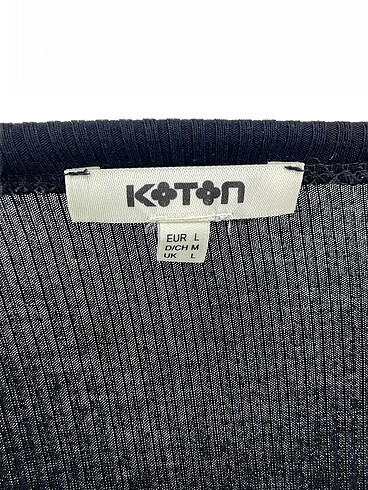 KOTON
EUR L
D/CH M
UK L